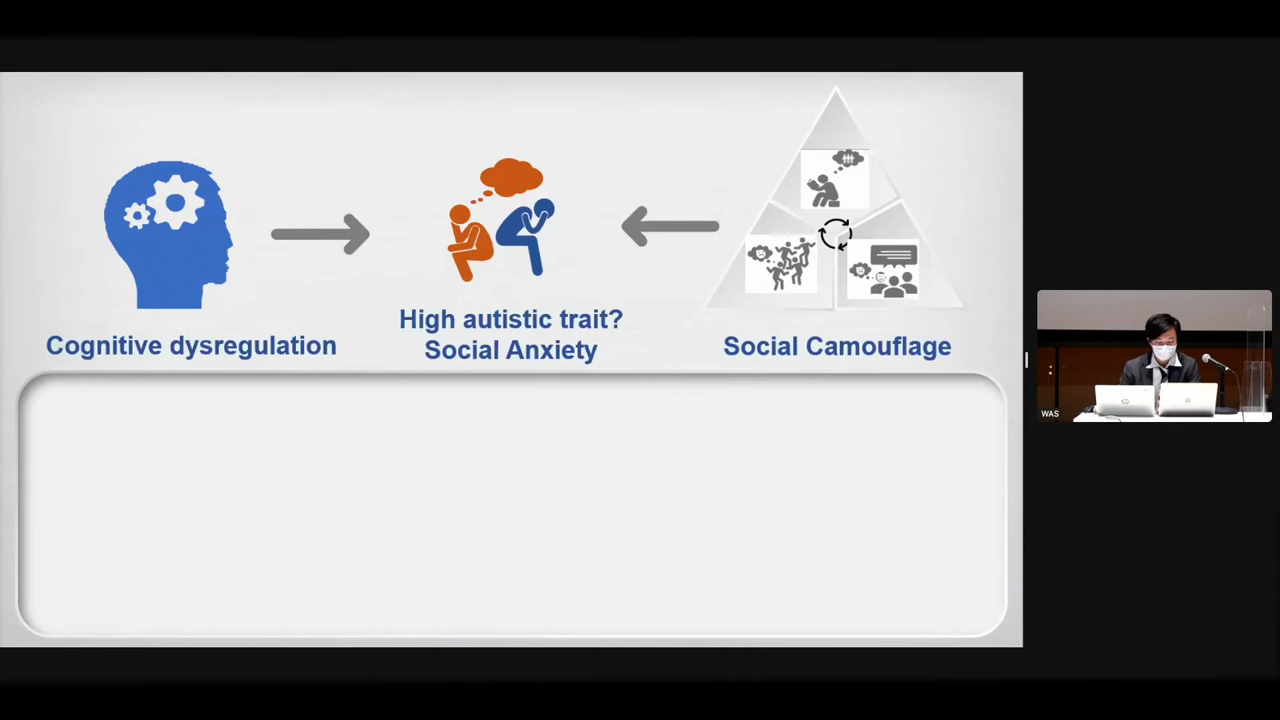 Cognitive dysregulation
High autistic trait?
Social Anxiety
Social Camouflage
WAS